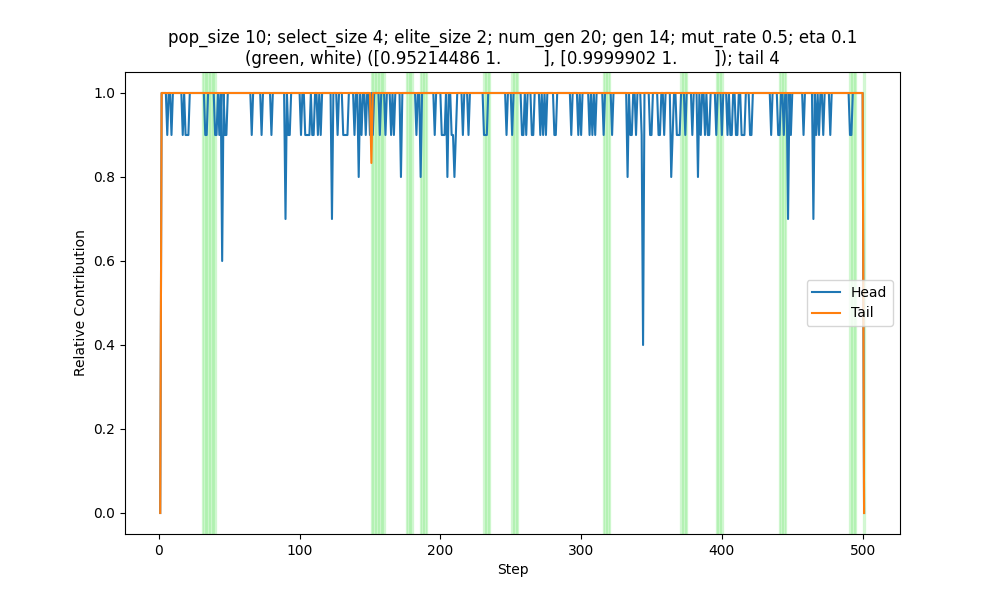 pop_size 10; select_size 4; elite_size 2; num_gen 20; gen 14; mut_rate 0.5; eta 0.1
(green, white) ([0.95214486 1.        ], [0.9999902 1.        ]); tail 4
1.0
0.8
0.6
0.4
0.2
0.0
Relative Contribution
Head
Tail
0 100 200 300 400 500
Step